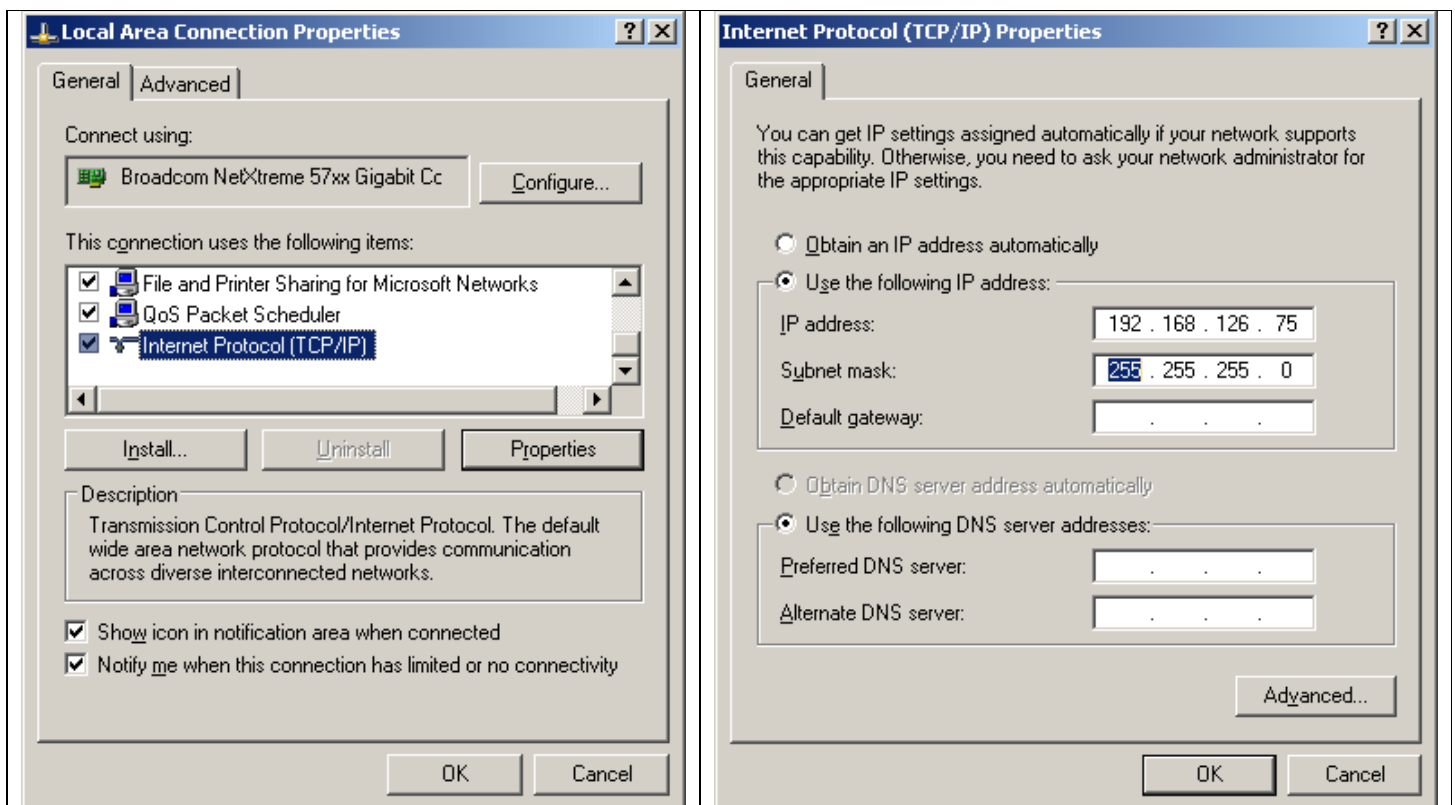 Local Area Connection Properties
General
Advanced
Connect using:
Broadcom NetXtreme 57xx Gigabit Cc
Configure...
This connection uses the following items:
File and Printer Sharing for Microsoft Networks
QoS Packet Scheduler
Internet Protocol (TCP/IP)
Install...
Uninstall
Properties
Description
Transmission Control Protocol/Internet Protocol. The default
wide area network protocol that provides communication
across diverse interconnected networks.
Show icon in notification area when connected
Notify me when this connection has limited or no connectivity
OK
Cancel
Internet Protocol (TCP/IP) Properties
General
You can get IP settings assigned automatically if your network supports
this capability. Otherwise, you need to ask your network administrator for
the appropriate IP settings.
Obtain an IP address automatically
Use the following IP address:
IP address:
192 . 168 . 126 . 75
Subnet mask:
255 . 255 . 255 . 0
Default gateway:
. . .
Obtain DNS server address automatically
Use the following DNS server addresses:
Preferred DNS server:
. . .
Alternate DNS server:
. . .
Advanced...
OK
Cancel